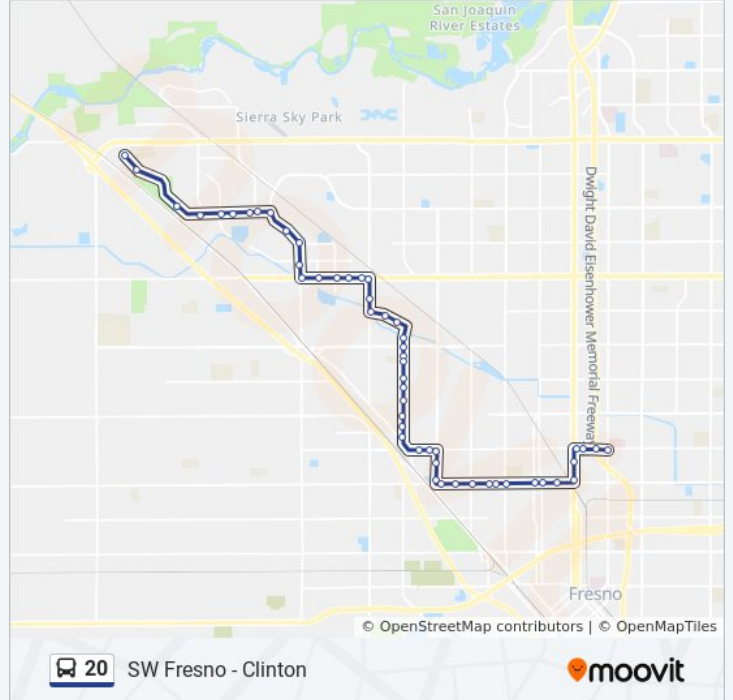 San Joaquin
River Estates
Sierra Sky Park
Dwight David Eisenhower Memorial Freeway
Fresno
© OpenStreetMap contributors | © OpenMapTiles
20 SW Fresno - Clinton
moovit